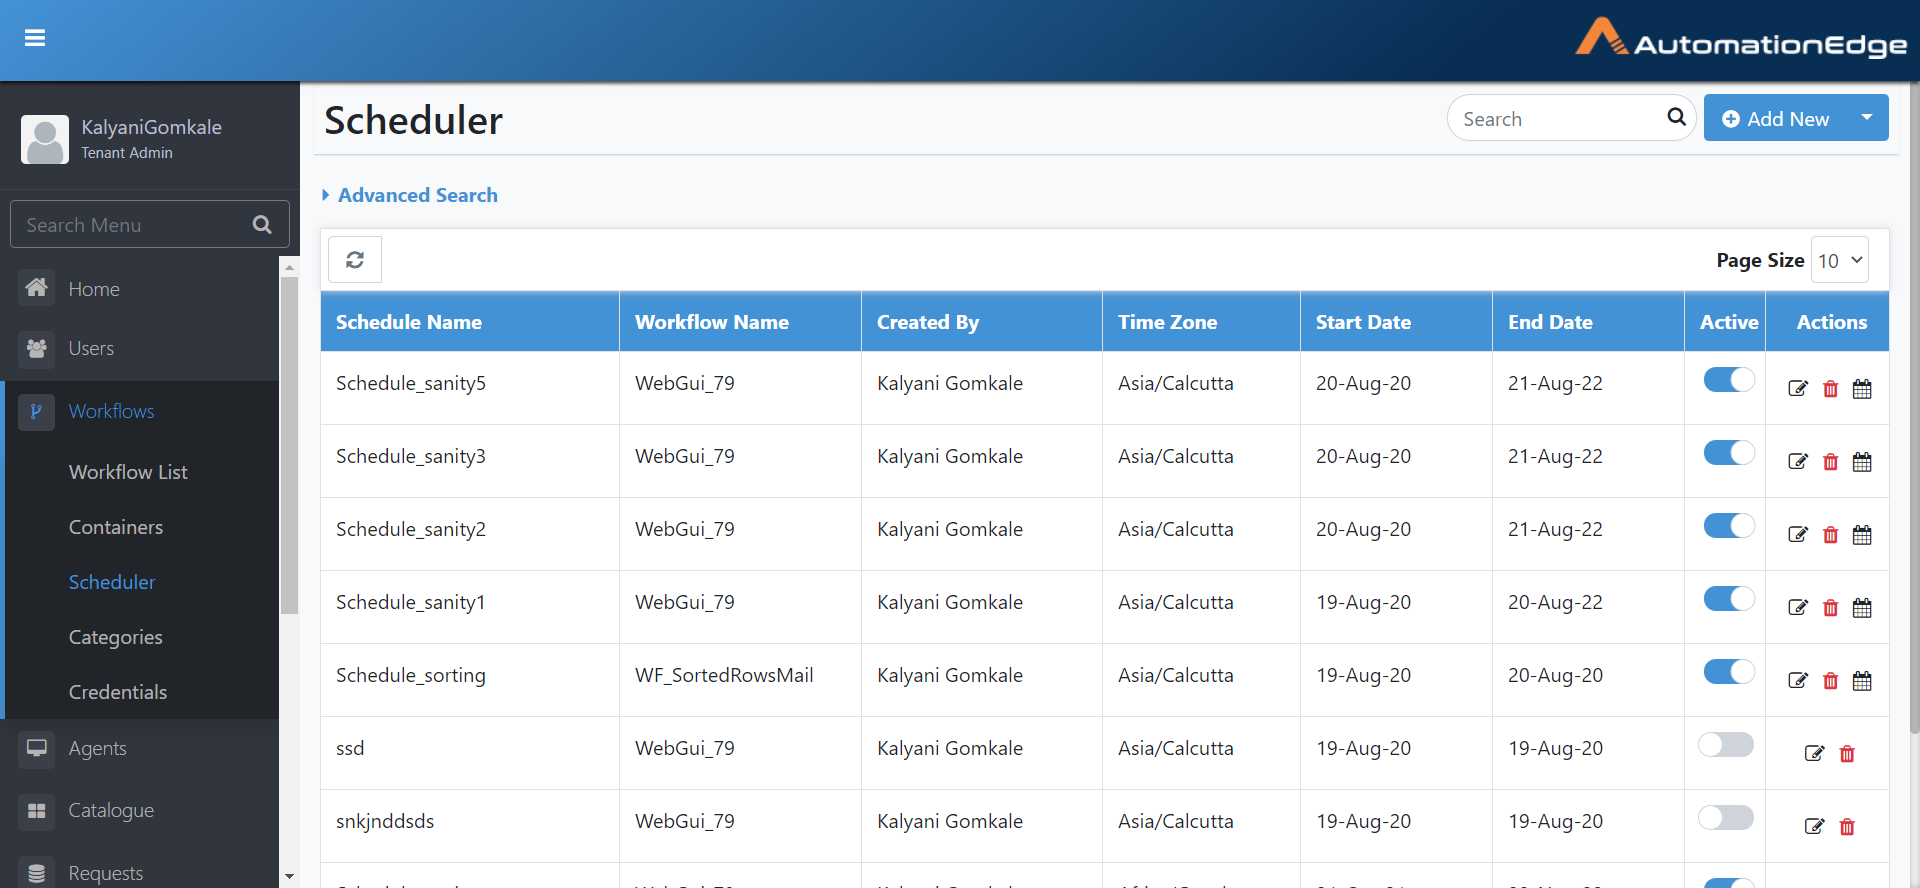 AutomationEdge
KalyaniGomkale
Tenant Admin
Search Menu
Home
Users
Workflows
Workflow List
Containers
Scheduler
Categories
Credentials
Agents
Catalogue
Requests
Scheduler
Search
Add New
Advanced Search
Page Size 10
Schedule Name Workflow Name Created By Time Zone Start Date End Date Active Actions
Schedule_sanity5 WebGui_79 Kalyani Gomkale Asia/Calcutta 20-Aug-20 21-Aug-22
Schedule_sanity3 WebGui_79 Kalyani Gomkale Asia/Calcutta 20-Aug-20 21-Aug-22
Schedule_sanity2 WebGui_79 Kalyani Gomkale Asia/Calcutta 20-Aug-20 21-Aug-22
Schedule_sanity1 WebGui_79 Kalyani Gomkale Asia/Calcutta 19-Aug-20 20-Aug-22
Schedule_sorting WF_SortedRowsMail Kalyani Gomkale Asia/Calcutta 19-Aug-20 20-Aug-20
ssd WebGui_79 Kalyani Gomkale Asia/Calcutta 19-Aug-20 19-Aug-20
snkjnddsds WebGui_79 Kalyani Gomkale Asia/Calcutta 19-Aug-20 19-Aug-20